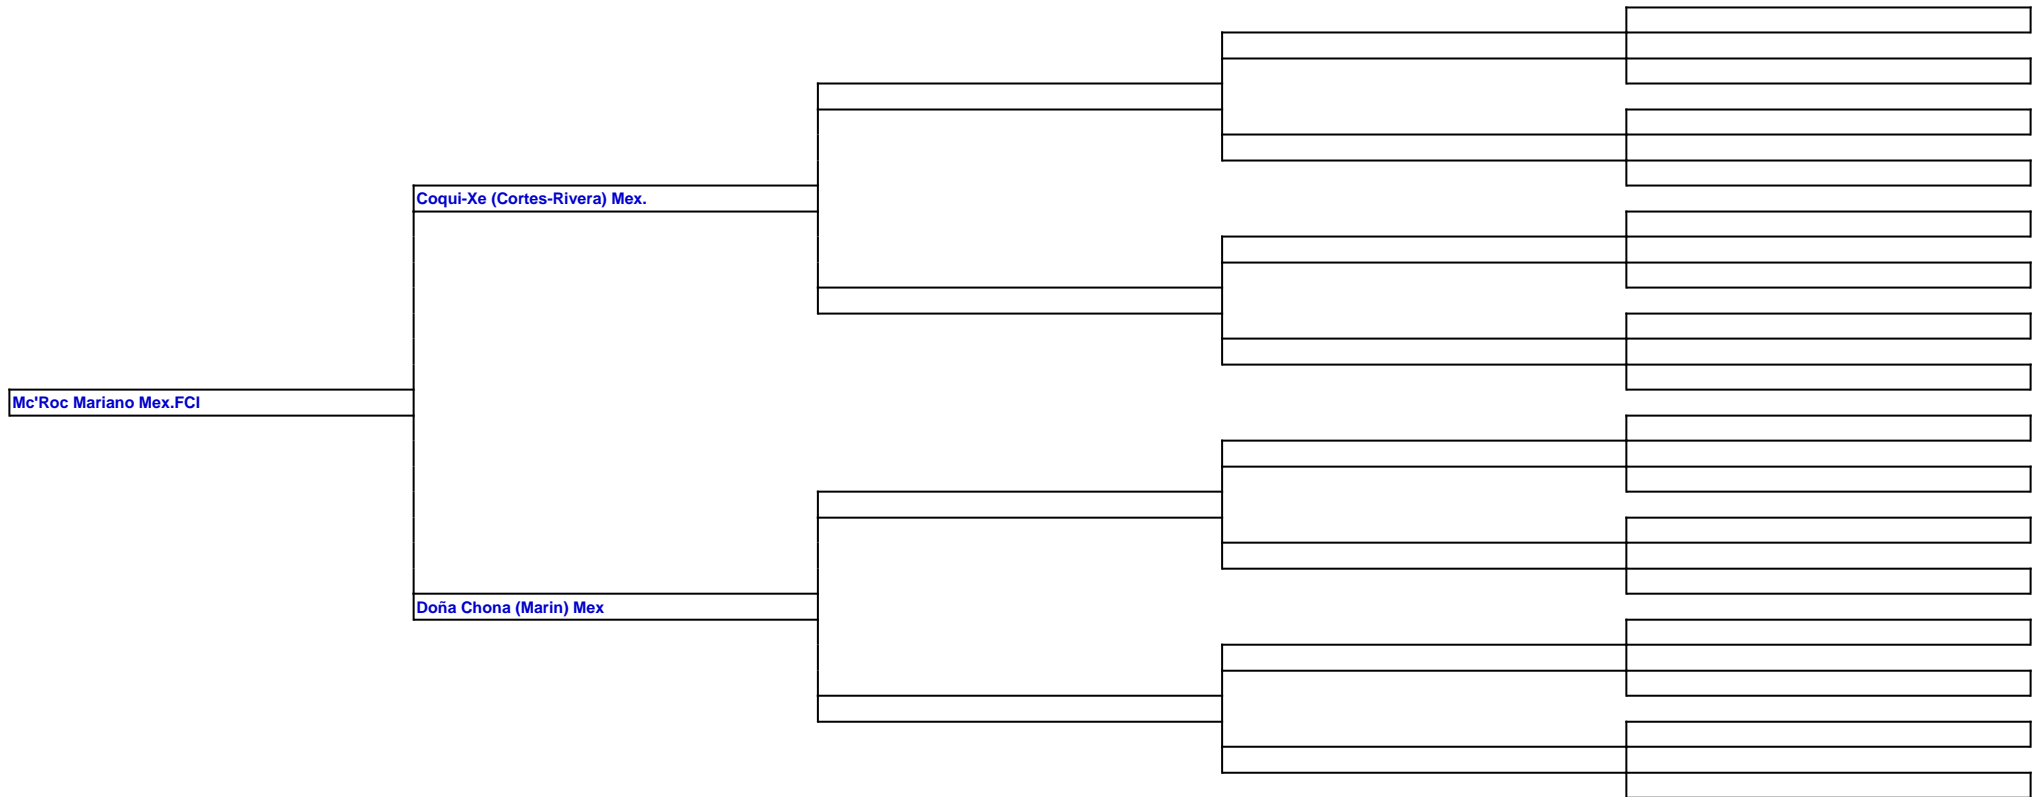 Coqui-Xe (Cortes-Rivera) Mex.
Mc'Roc Mariano Mex.FCI
Doña Chona (Marin) Mex